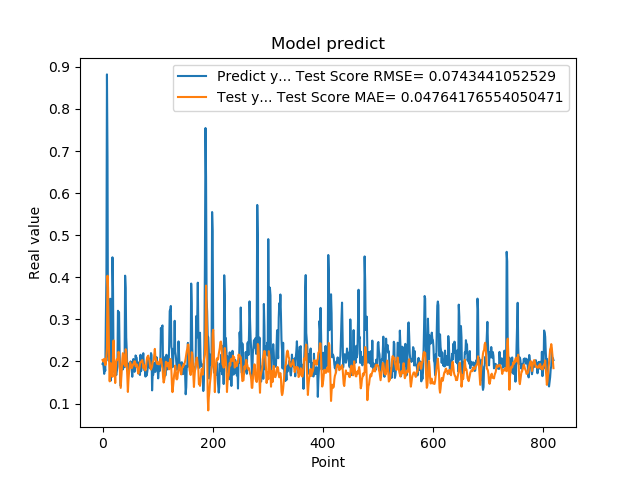 Model predict
Predict y... Test Score RMSE= 0.0743441052529
Test y... Test Score MAE= 0.04764176554050471
0.9
0.8
0.7
0.6
0.5
0.4
0.3
0.2
0.1
Real value
0 200 400 600 800
Point